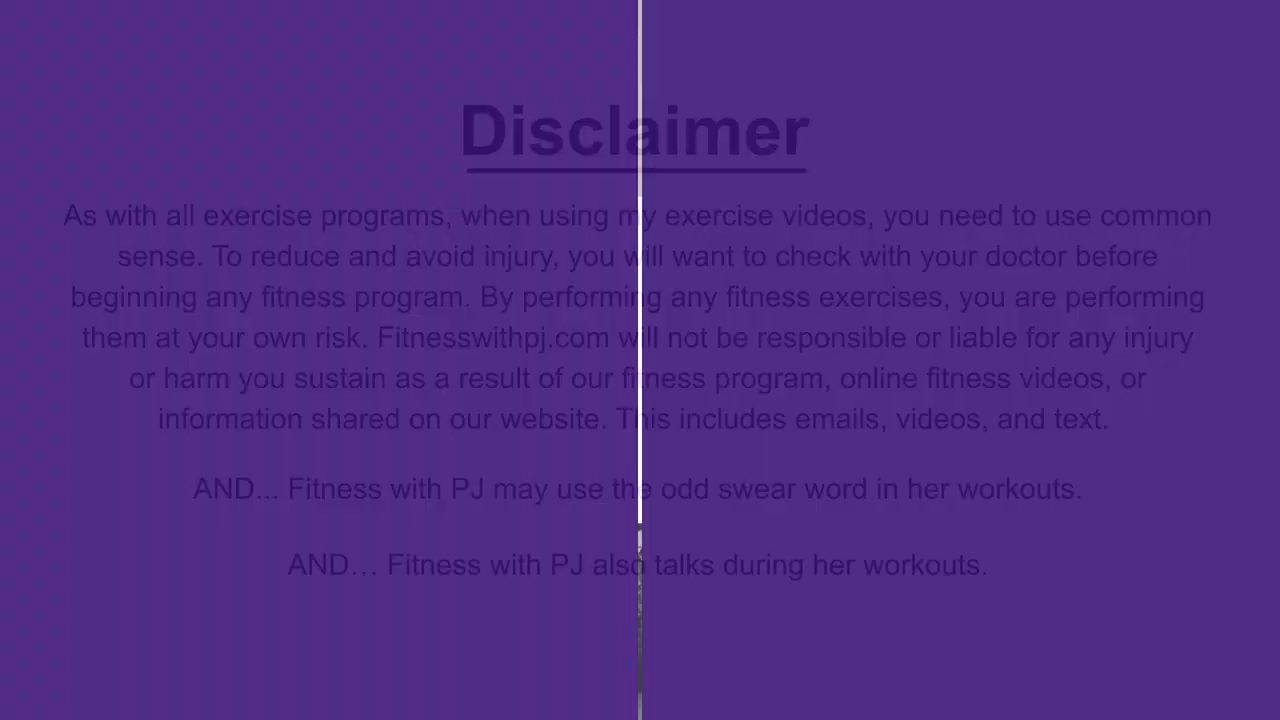 Disclaimer
As with all exercise programs, when using my exercise videos, you need to use common
sense. To reduce and avoid injury, you will want to check with your doctor before
beginning any fitness program. By performing any fitness exercises, you are performing
them at your own risk. Fitnesswithpj.com will not be responsible or liable for any injury
or harm you sustain as a result of our fitness program, online fitness videos, or
information shared on our website. This includes emails, videos, and text.
AND... Fitness with PJ may use the odd swear word in her workouts.
AND... Fitness with PJ also talks during her workouts.